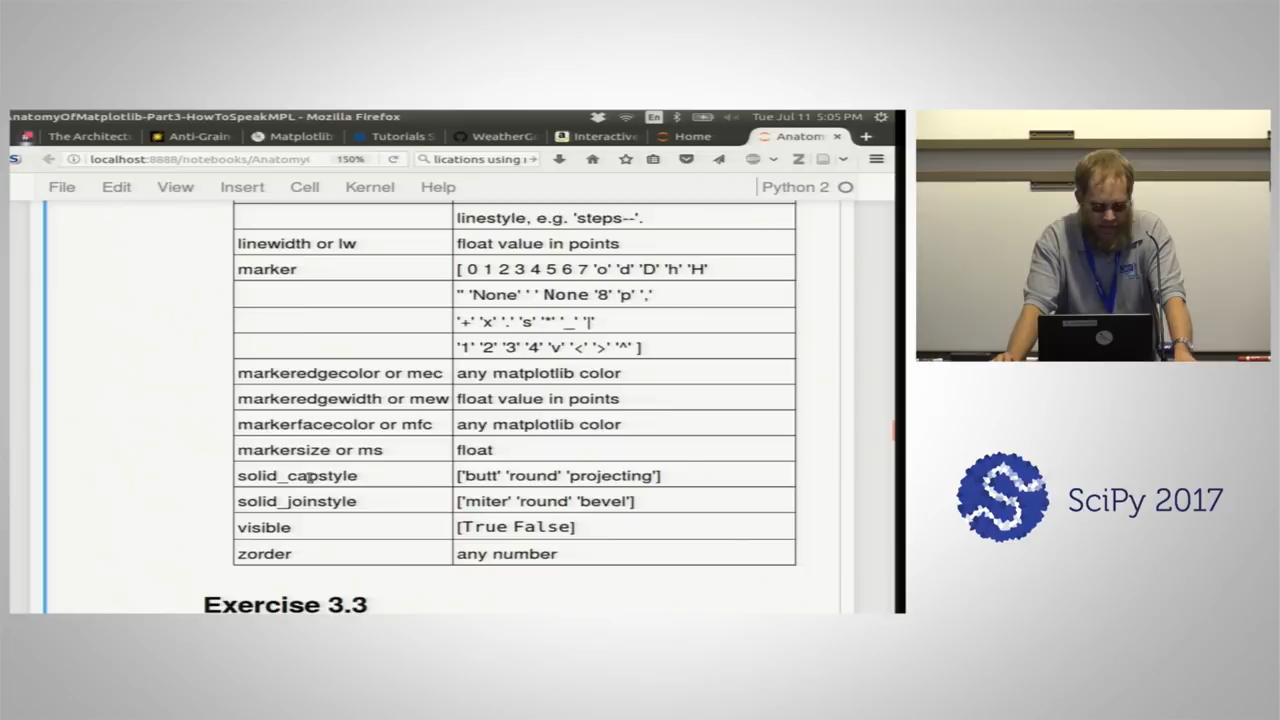 AnatomyOfMatplotlib-Part3-HowToSpeakMPL - Mozilla Firefox
En
Tue Jul 11 5:05 PM
The Architect
Anti-Grain
Matplotlib
Tutorials S
WeatherGe
Interactive
Home
Anatom
localhost:8888/notebooks/Anatomy
150%
lications using
File Edit View Insert Cell Kernel Help
Python 2
linestyle, e.g. 'steps--'.
linewidth or lw float value in points
marker [ 0 1 2 3 4 5 6 7 'o' 'd' 'D' 'h' 'H'
'' 'None' ' ' None '8' 'p' ','
'+' 'x' '.' 's' '*' '_' '|'
'1' '2' '3' '4' 'v' '<' '>' '^' ]
markeredgecolor or mec any matplotlib color
markeredgewidth or mew float value in points
markerfacecolor or mfc any matplotlib color
markersize or ms float
solid_capstyle ['butt' 'round' 'projecting']
solid_joinstyle ['miter' 'round' 'bevel']
visible [True False]
zorder any number
Exercise 3.3
SciPy 2017